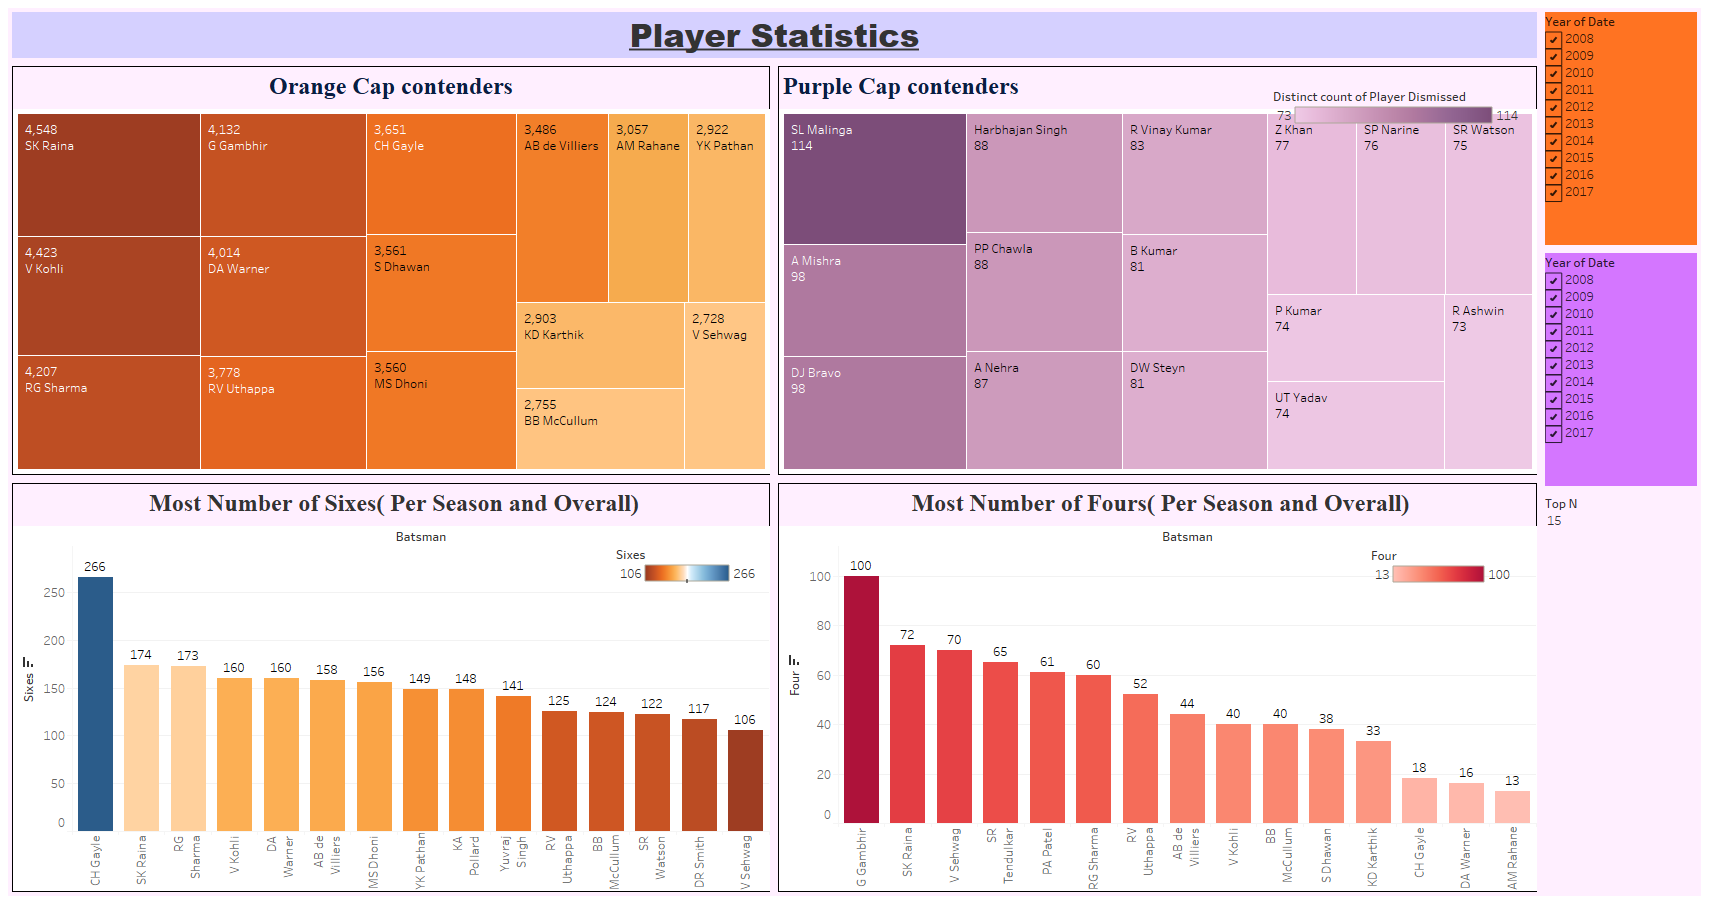 Player Statistics
Orange Cap contenders
4,548
SK Raina
4,423
V Kohli
4,207
RG Sharma
4,132
G Gambhir
4,014
DA Warner
3,778
RV Uthappa
3,651
CH Gayle
3,561
S Dhawan
3,560
MS Dhoni
3,486
AB de Villiers
3,057
AM Rahane
2,922
YK Pathan
2,903
KD Karthik
2,755
BB McCullum
2,728
V Sehwag
Purple Cap contenders
Distinct count of Player Dismissed
73
114
SL Malinga
114
A Mishra
98
DJ Bravo
98
Harbhajan Singh
88
PP Chawla
88
A Nehra
87
R Vinay Kumar
83
B Kumar
81
DW Steyn
81
Z Khan
77
SP Narine
76
SR Watson
75
P Kumar
74
UT Yadav
74
R Ashwin
73
Year of Date
2008
2009
2010
2011
2012
2013
2014
2015
2016
2017
Year of Date
2008
2009
2010
2011
2012
2013
2014
2015
2016
2017
Top N
15
Most Number of Sixes( Per Season and Overall)
Batsman
Sixes
106
266
Sixes
250
200
150
100
50
0
266
174
173
160
160
158
156
149
148
141
125
124
122
117
106
CH Gayle
SK Raina
RG
Sharma
V Kohli
DA
Warner
AB de
Villiers
MS Dhoni
YK Pathan
KA
Pollard
Yuvraj
Singh
RV
Uthappa
BB
McCullum
SR
Watson
DR Smith
V Sehwag
Most Number of Fours( Per Season and Overall)
Batsman
Four
13
100
Four
100
80
60
40
20
0
100
72
70
65
61
60
52
44
40
40
38
33
18
16
13
G Gambhir
SK Raina
V Sehwag
SR
Tendulkar
PA Patel
RG Sharma
RV
Uthappa
AB de
Villiers
V Kohli
BB
McCullum
S Dhawan
KD Karthik
CH Gayle
DA Warner
AM Rahane